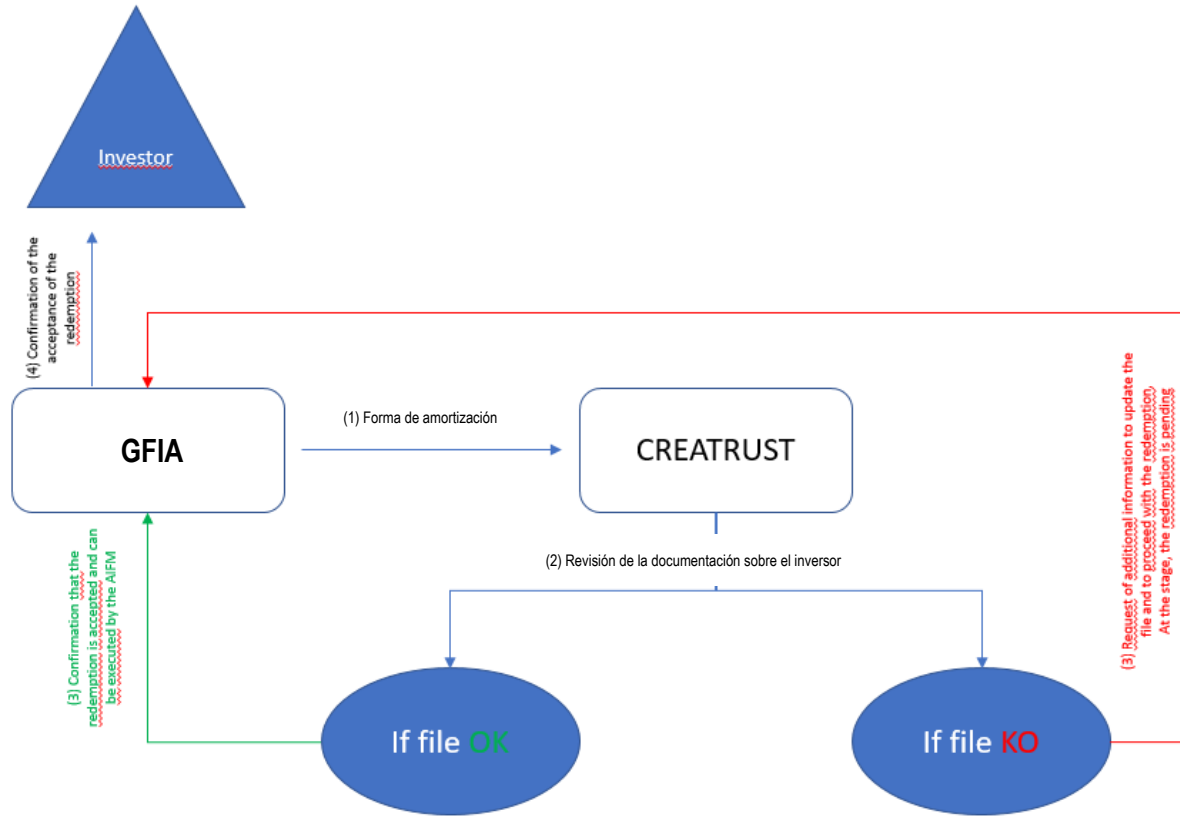 Investor
(4) Confirmation of the
acceptance of the
redemption
GFIA
(1) Forma de amortización
CREATRUST
(2) Revisión de la documentación sobre el inversor
(3) Confirmation that the
redemption is accepted and can
be executed by the AIFM
(3) Request of additional information to update the
file and to proceed with the redemption,
At the stage, the redemption is pending
If file OK
If file KO